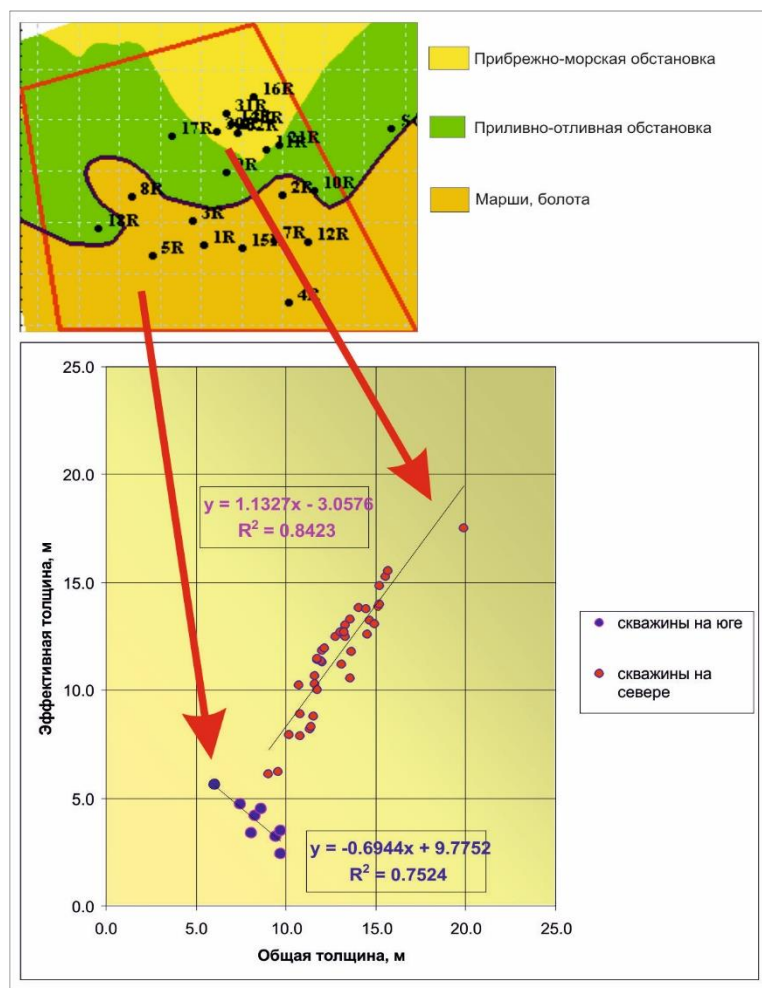 Прибрежно-морская обстановка
Приливно-отливная обстановка
Марши, болота
16R
31R
17R
11R
10R
8R
2R
18R
3R
7R
12R
5R
1R
25.0
20.0
15.0
10.0
5.0
0.0
Эффективная толщина, м
y = 1.1327x - 3.0576
R² = 0.8423
y = -0.6944x + 9.7752
R² = 0.7524
0.0 5.0 10.0 15.0 20.0 25.0
Общая толщина, м
скважины на юге
скважины на
севере